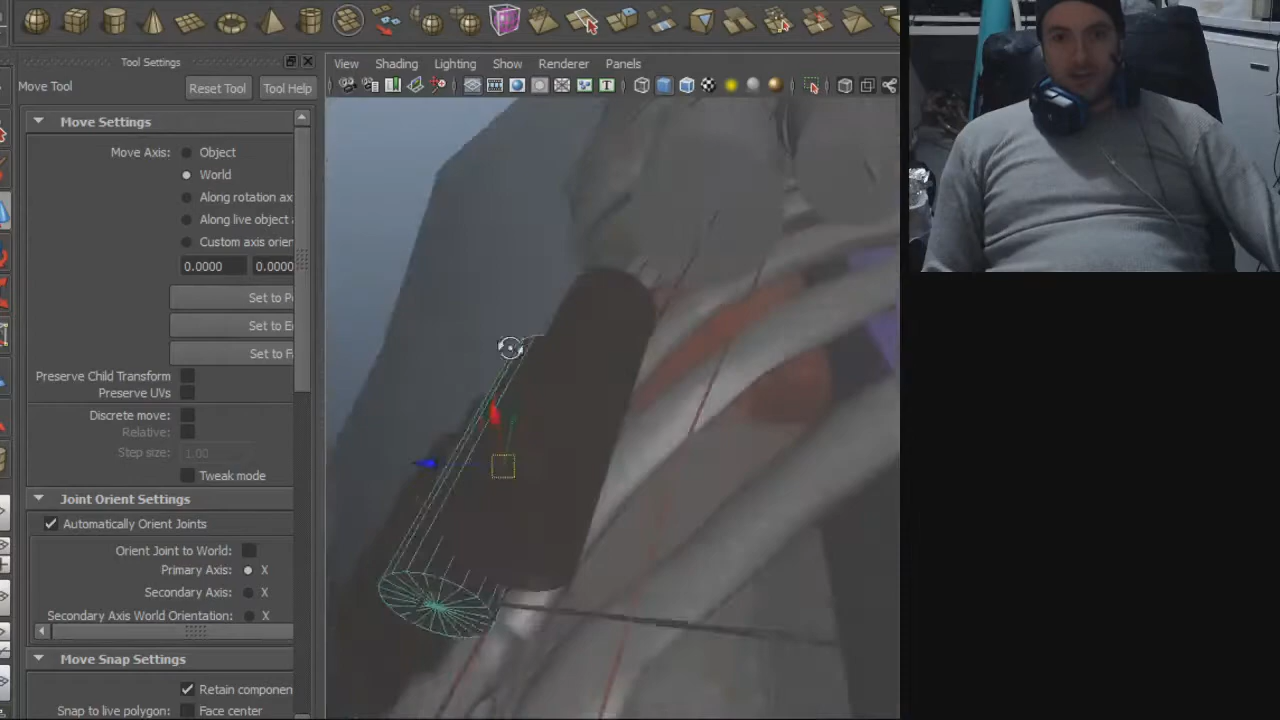 Tool Settings
View Shading Lighting Show Renderer Panels
Move Tool
Reset Tool Tool Help
Move Settings
Move Axis: Object
World
Along rotation ax
Along live object
Custom axis orien
0.0000 0.0000
Set to P
Set to E
Set to F
Preserve Child Transform
Preserve UVs
Discrete move:
Relative:
Step size: 1.00
Tweak mode
Joint Orient Settings
Automatically Orient Joints
Orient Joint to World:
Primary Axis: X
Secondary Axis: X
Secondary Axis World Orientation: X
Move Snap Settings
Retain componen
Snap to live polygon: Face center